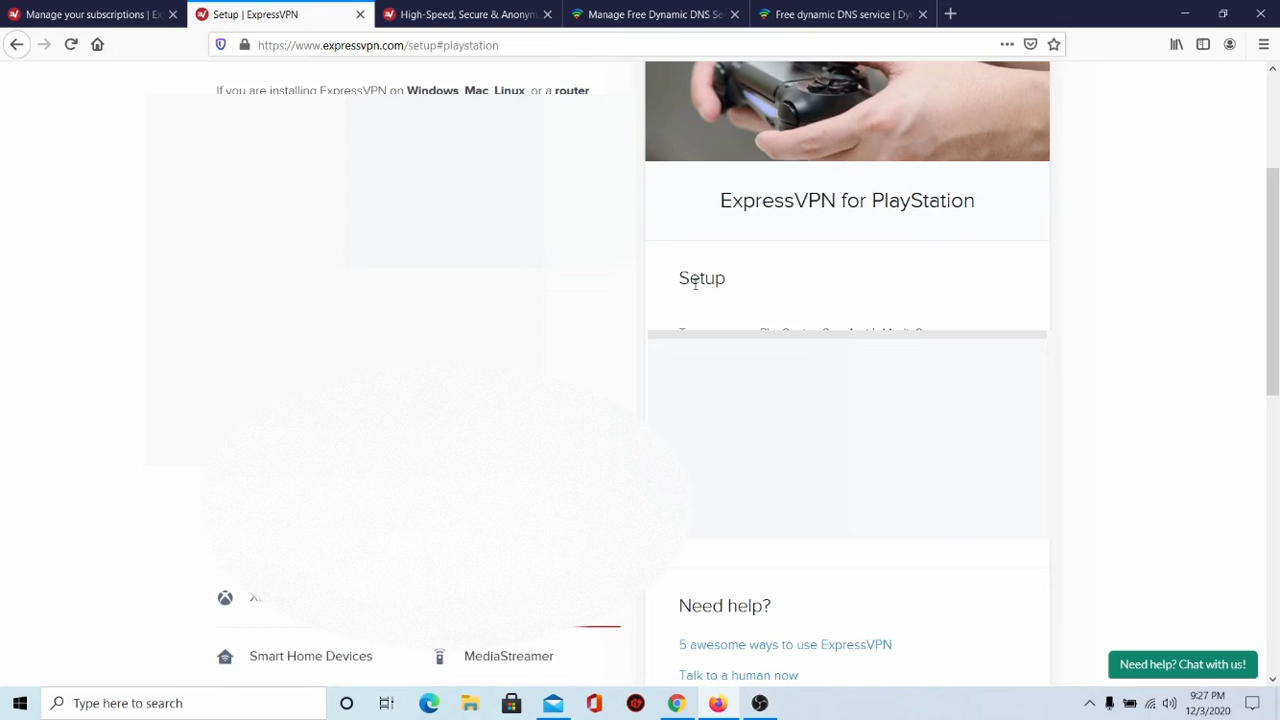 Manage your subscriptions | E
Setup | ExpressVPN
High-Speed, Secure & Anonym
Manage Free Dynamic DNS Se
Free dynamic DNS service | Dy
https://www.expressvpn.com/setup#playstation
If you are installing ExpressVPN on Windows, Mac, Linux, or a router
ExpressVPN for PlayStation
Setup
Need help?
5 awesome ways to use ExpressVPN
Smart Home Devices
MediaStreamer
Talk to a human now
Need help? Chat with us!
Type here to search
9:27 PM
12/3/2020